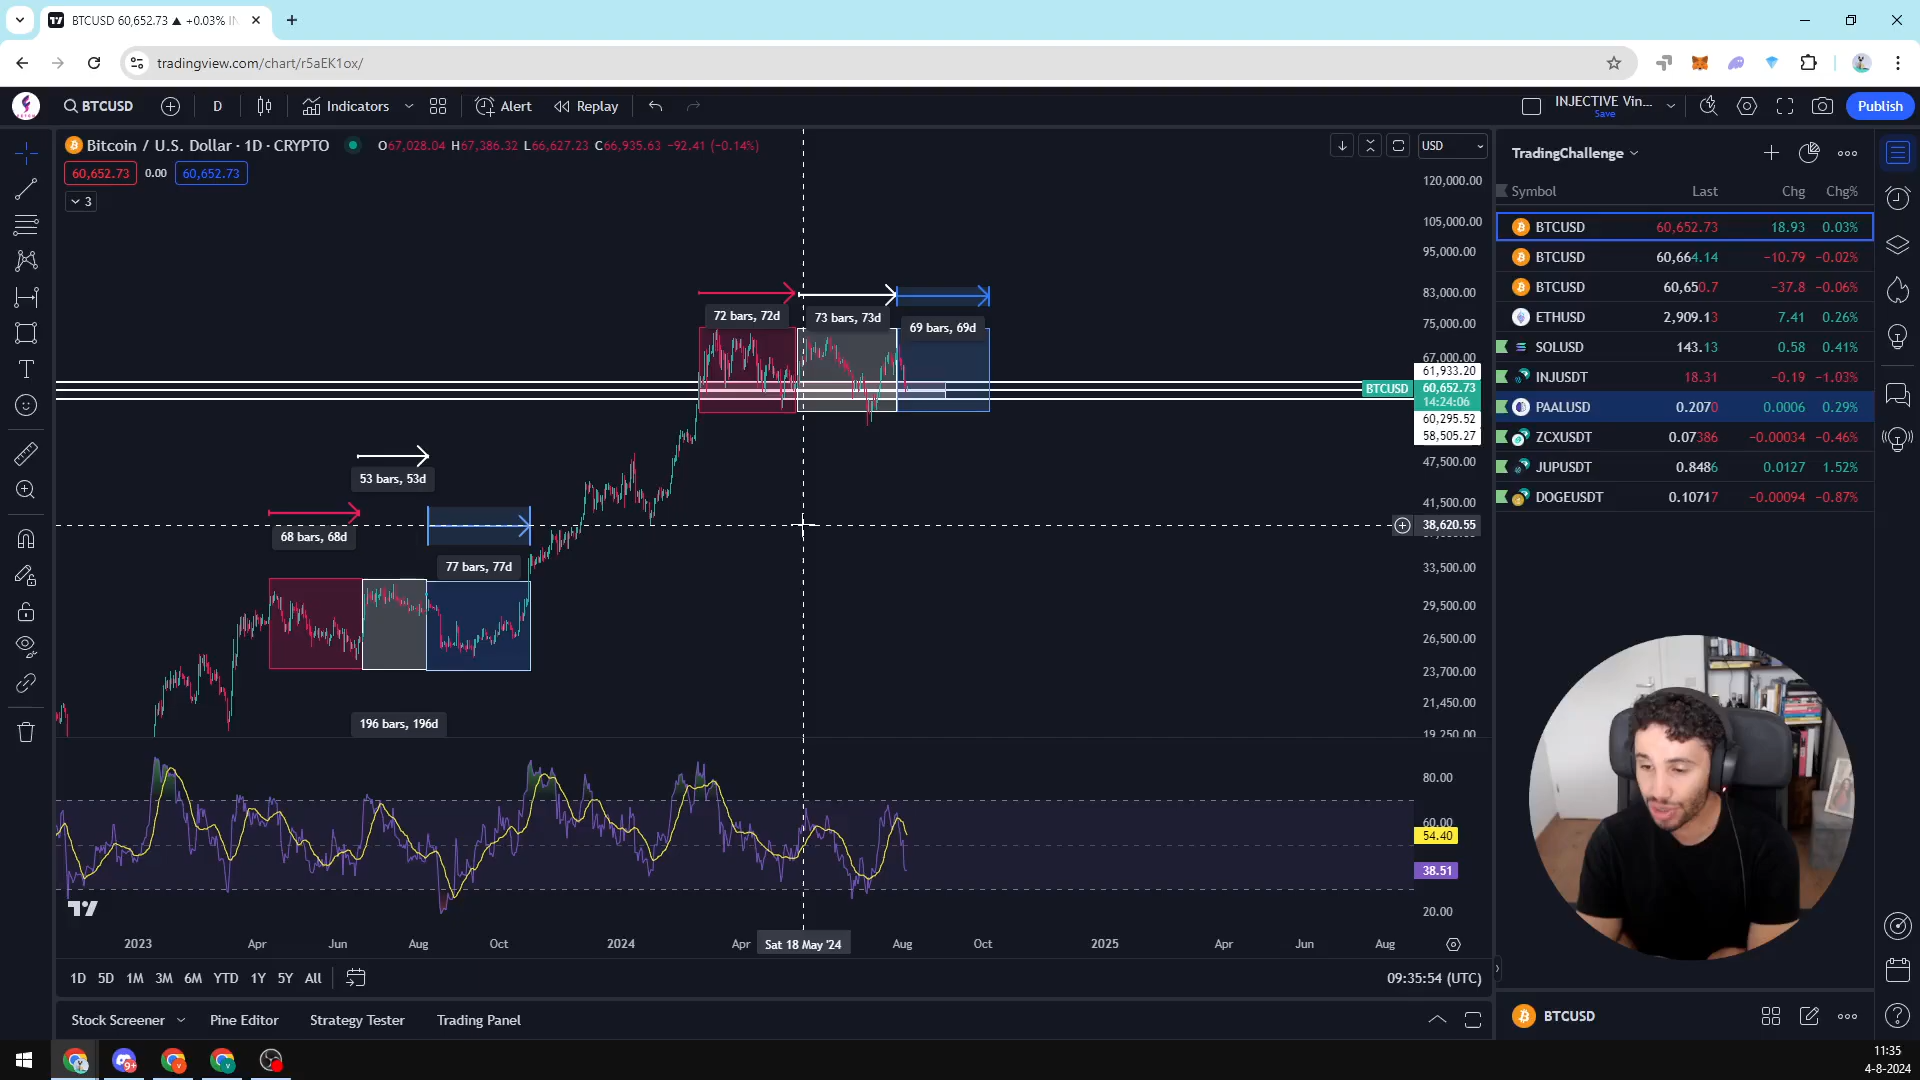 BTCUSD 60,652.73 ▲ +0.03%
tradingview.com/chart/r5aEK1ox/
BTCUSD D Indicators Alert Replay INJECTIVE Vin... Save Publish
Bitcoin / U.S. Dollar · 1D · CRYPTO O67,028.04 H67,386.32 L66,627.23 C66,935.63 −92.41 (−0.14%)
60,652.73 0.00 60,652.73
3
USD
120,000.00
105,000.00
95,000.00
83,000.00
75,000.00
67,000.00
61,933.20
BTCUSD 60,652.73
14:24:06
60,295.52
58,505.27
47,500.00
41,500.00
38,620.55
33,500.00
29,500.00
26,500.00
23,700.00
21,450.00
19,250.00
72 bars, 72d
73 bars, 73d
69 bars, 69d
53 bars, 53d
68 bars, 68d
77 bars, 77d
196 bars, 196d
80.00
60.00
54.40
38.51
20.00
2023 Apr Jun Aug Oct 2024 Apr Sat 18 May '24 Aug Oct 2025 Apr Jun Aug
1D 5D 1M 3M 6M YTD 1Y 5Y All
09:35:54 (UTC)
Stock Screener Pine Editor Strategy Tester Trading Panel
TradingChallenge
Symbol Last Chg Chg%
BTCUSD 60,652.73 18.93 0.03%
BTCUSD 60,664.14 −10.79 −0.02%
BTCUSD 60,650.7 −37.8 −0.06%
ETHUSD 2,909.13 7.41 0.26%
SOLUSD 143.13 0.58 0.41%
INJUSDT 18.31 −0.19 −1.03%
PAALUSD 0.2070 0.0006 0.29%
ZCXUSDT 0.07386 −0.00034 −0.46%
JUPUSDT 0.8486 0.0127 1.52%
DOGEUSDT 0.10717 −0.00094 −0.87%
BTCUSD
9+
11:35
4-8-2024